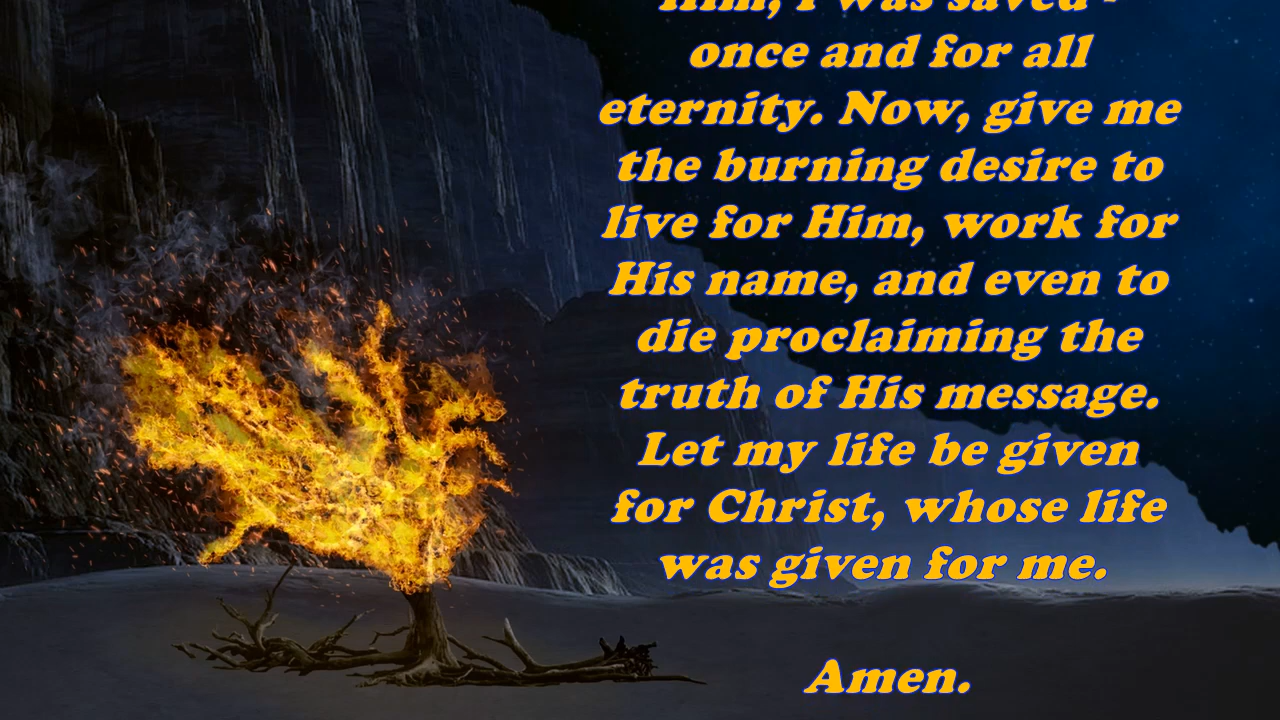 Him, I was saved -
once and for all
eternity. Now, give me
the burning desire to
live for Him, work for
His name, and even to
die proclaiming the
truth of His message.
Let my life be given
for Christ, whose life
was given for me.
Amen.